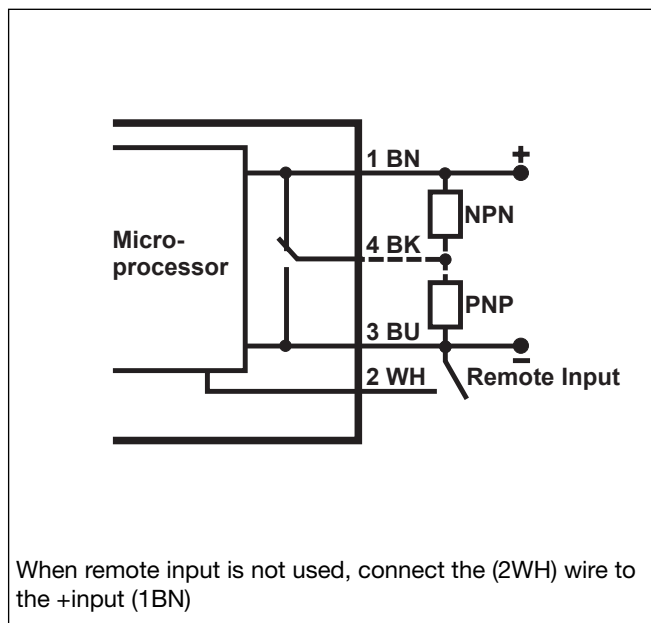 1 BN
+
NPN
Micro-
processor
4 BK
PNP
3 BU
–
2 WH
Remote Input
When remote input is not used, connect the (2WH) wire to
the +input (1BN)